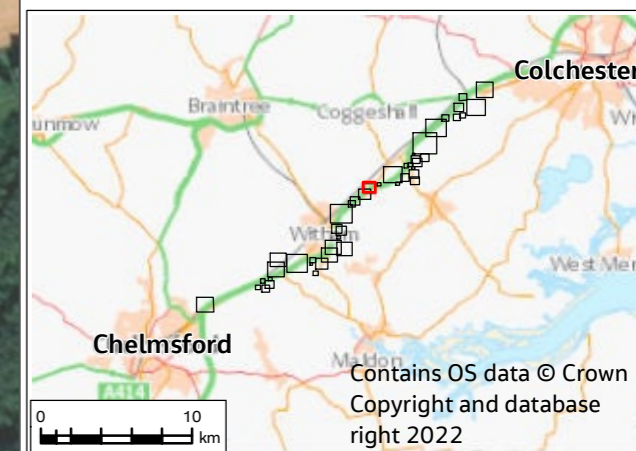 Colchester
Braintree
Coggeshall
unmow
Witham
West Mer
Chelmsford
Maldon
A414
Contains OS data © Crown
Copyright and database
right 2022
0 10
km